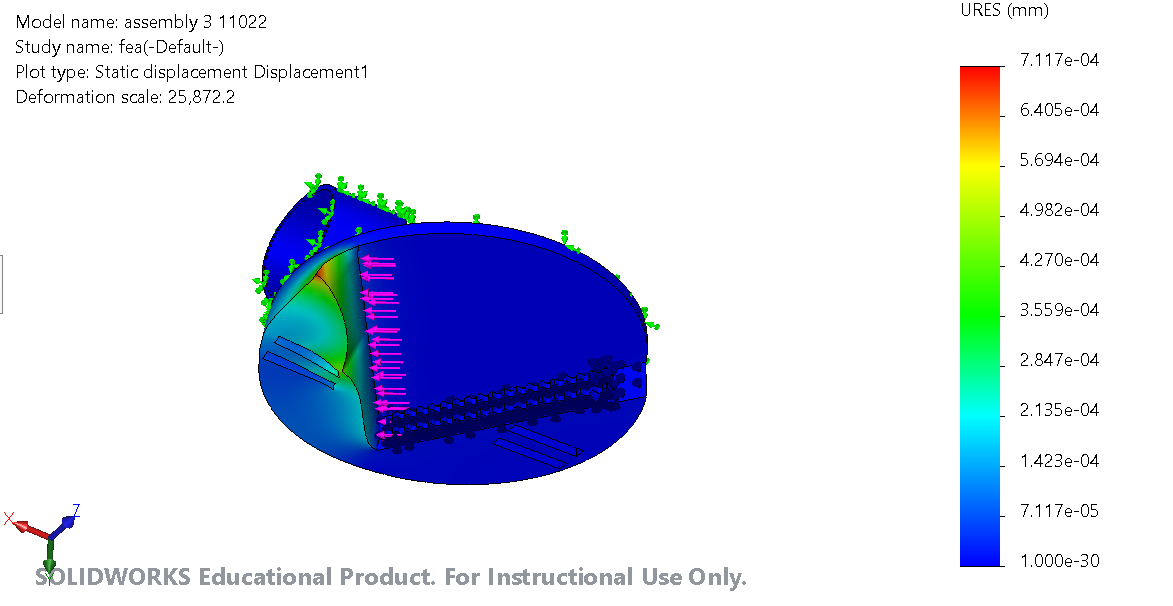 Model name: assembly 3 11022
Study name: fea(-Default-)
Plot type: Static displacement Displacement1
Deformation scale: 25,872.2
URES (mm)
7.117e-04
6.405e-04
5.694e-04
4.982e-04
4.270e-04
3.559e-04
2.847e-04
2.135e-04
1.423e-04
7.117e-05
1.000e-30
X
Z
Y
SOLIDWORKS Educational Product. For Instructional Use Only.